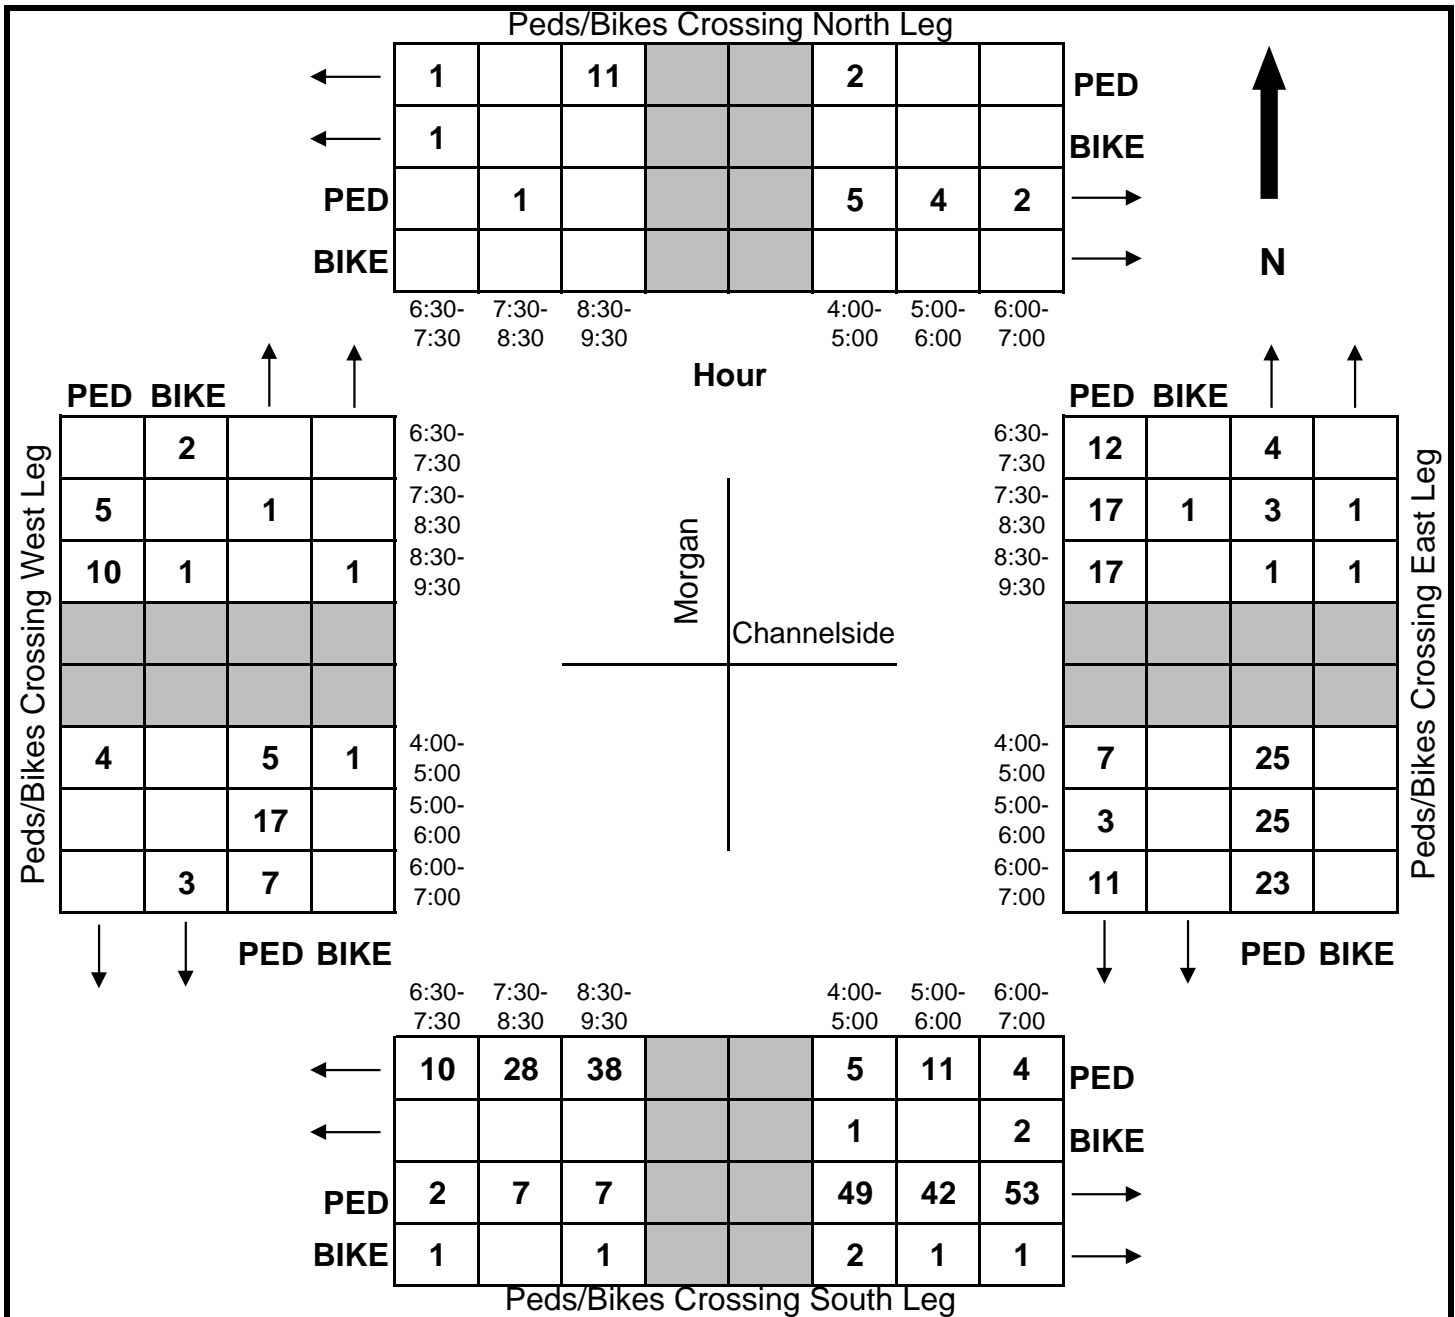 Peds/Bikes Crossing North Leg
1 11 2 PED
1 BIKE
PED 1 5 4 2
BIKE N
6:30- 7:30- 8:30- 4:00- 5:00- 6:00-
7:30 8:30 9:30 5:00 6:00 7:00
Hour
Peds/Bikes Crossing West Leg
PED BIKE
2 6:30-
7:30
5 1 7:30-
8:30
10 1 1 8:30-
9:30
4 5 1 4:00-
5:00
17 5:00-
6:00
3 7 6:00-
7:00
PED BIKE
Morgan
Channelside
PED BIKE
6:30- 12 4
7:30
7:30- 17 1 3 1
8:30
8:30- 17 1 1
9:30
4:00- 7 25
5:00
5:00- 3 25
6:00
6:00- 11 23
7:00
PED BIKE
Peds/Bikes Crossing East Leg
6:30- 7:30- 8:30- 4:00- 5:00- 6:00-
7:30 8:30 9:30 5:00 6:00 7:00
10 28 38 5 11 4 PED
1 2 BIKE
PED 2 7 7 49 42 53
BIKE 1 1 2 1 1
Peds/Bikes Crossing South Leg